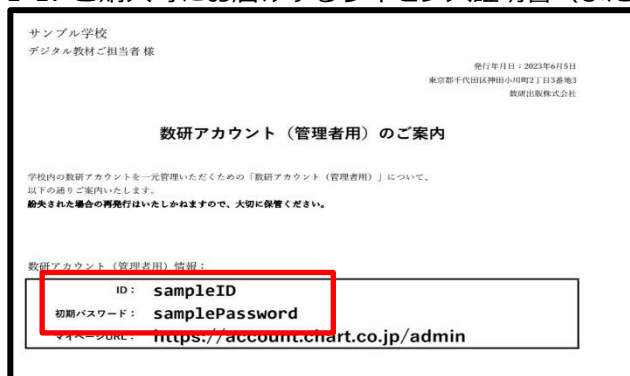 サンプル学校
デジタル教材ご担当者 様
発行年月日：2023年6月5日
東京都千代田区神田小川町2丁目3番地3
数研出版株式会社
数研アカウント（管理者用）のご案内
学校内の数研アカウントを一元管理いただくための「数研アカウント（管理者用）」について、
以下の通りご案内いたします。
紛失された場合の再発行はいたしかねますので、大切に保管ください。
数研アカウント（管理者用）情報：
ID： sampleID
初期パスワード： samplePassword
マイページURL： https://account.chart.co.jp/admin